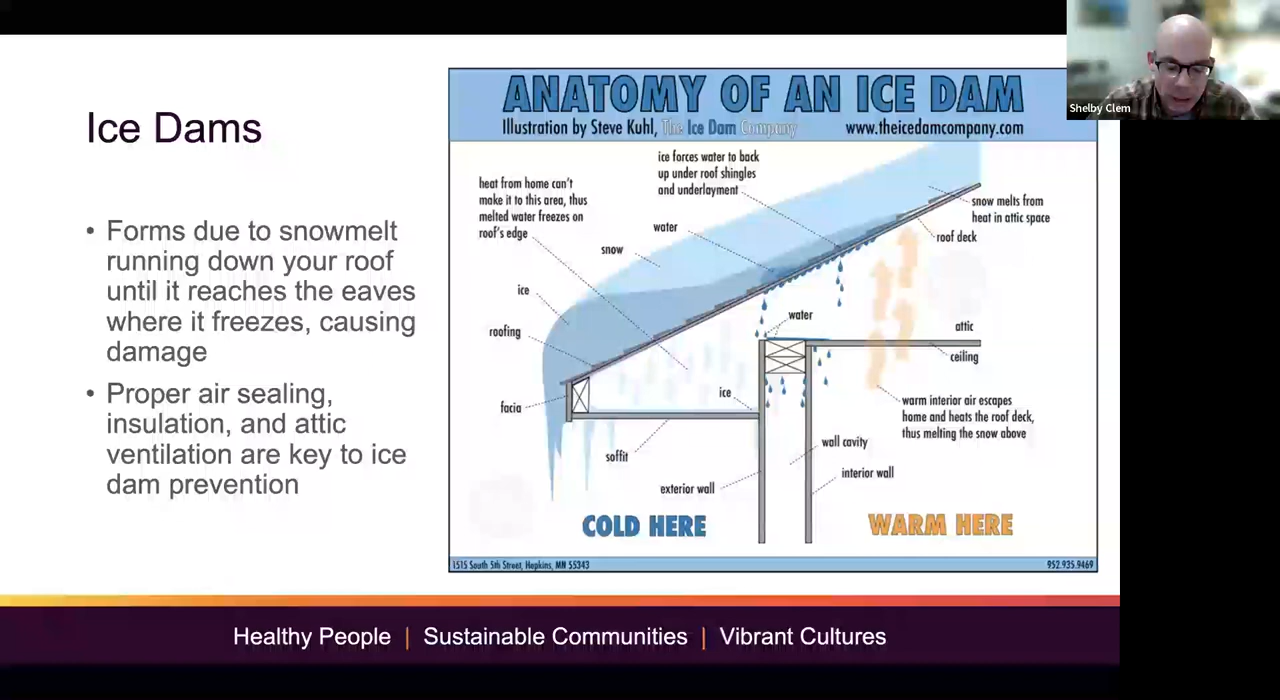 Shelby Clem
Ice Dams
• Forms due to snowmelt
running down your roof
until it reaches the eaves
where it freezes, causing
damage
• Proper air sealing,
insulation, and attic
ventilation are key to ice
dam prevention
ANATOMY OF AN ICE DAM
Illustration by Steve Kuhl, The Ice Dam Company
www.theicedamcompany.com
ice forces water to back
up under roof shingles
and underlayment
heat from home can't
make it to this area, thus
melted water freezes on
roof's edge
snow melts from
heat in attic space
water
roof deck
snow
ice
roofing
water
attic
ceiling
ice
facia
warm interior air escapes
home and heats the roof deck,
thus melting the snow above
soffit
wall cavity
interior wall
exterior wall
COLD HERE
WARM HERE
1515 South 5th Street, Hopkins, MN 55343
952.935.9469
Healthy People | Sustainable Communities | Vibrant Cultures